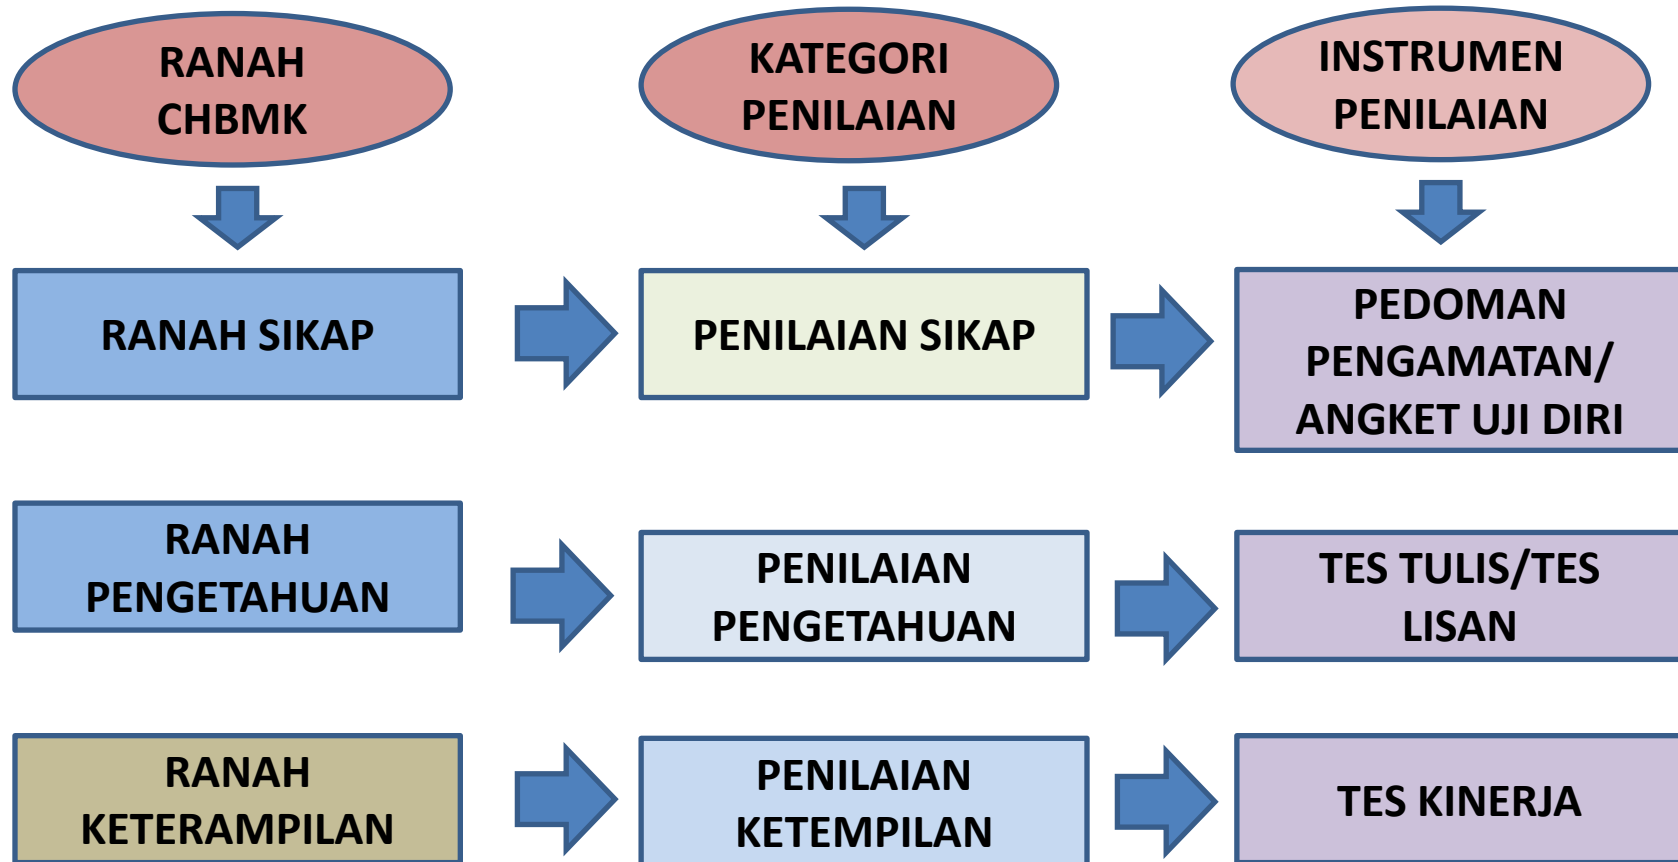 RANAH
CHBMK
KATEGORI
PENILAIAN
INSTRUMEN
PENILAIAN
RANAH SIKAP
PENILAIAN SIKAP
PEDOMAN
PENGAMATAN/
ANGKET UJI DIRI
RANAH
PENGETAHUAN
PENILAIAN
PENGETAHUAN
TES TULIS/TES
LISAN
RANAH
KETERAMPILAN
PENILAIAN
KETEMPILAN
TES KINERJA